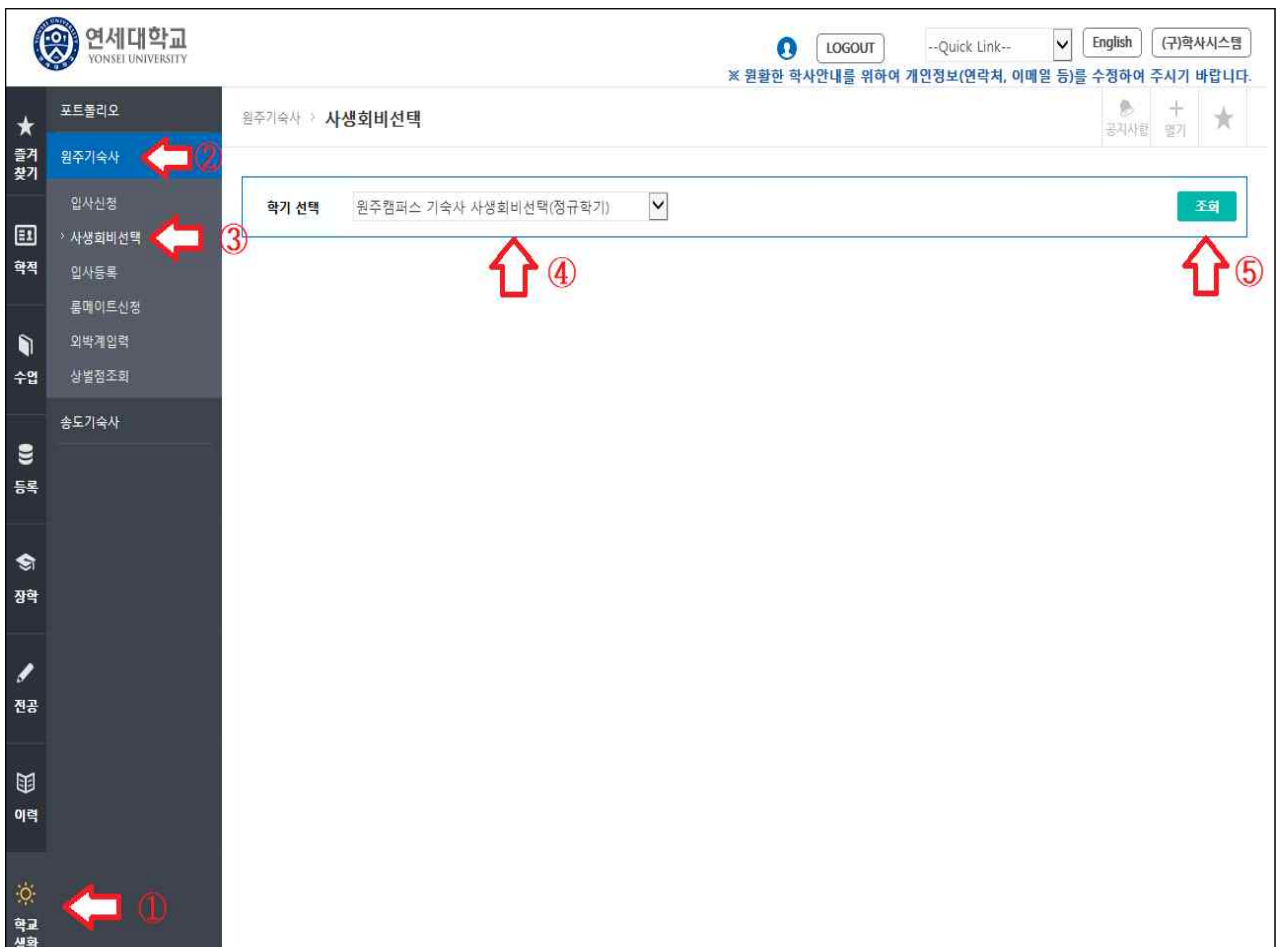 연세대학교
YONSEI UNIVERSITY
LOGOUT
--Quick Link--
English
(구)학사시스템
※ 원활한 학사안내를 위하여 개인정보(연락처, 이메일 등)를 수정하여 주시기 바랍니다.
즐겨
찾기
학적
수업
등록
장학
전공
이력
학교
생활
①
포트폴리오
원주기숙사 ②
입사신청
› 사생회비선택 ③
입사등록
룸메이트신청
외박계입력
상벌점조회
송도기숙사
원주기숙사 › 사생회비선택
공지사항
열기
학기 선택 원주캠퍼스 기숙사 사생회비선택(정규학기) 조회
④
⑤